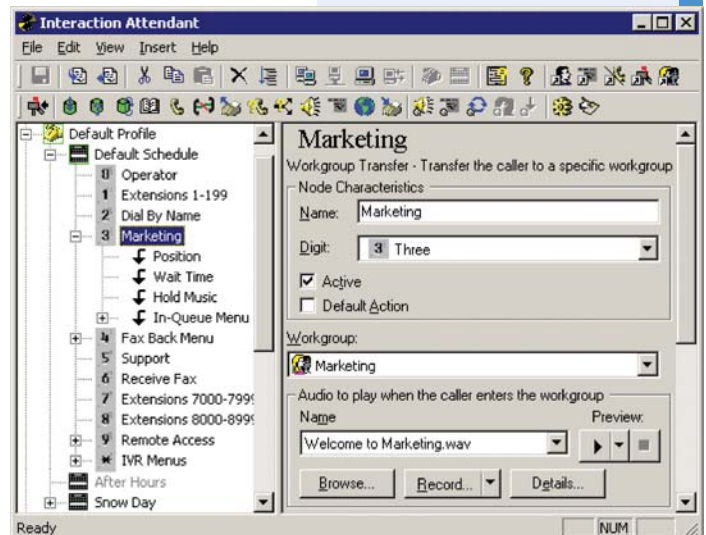 Interaction Attendant
File Edit View Insert Help
Default Profile
Default Schedule
0 Operator
1 Extensions 1-199
2 Dial By Name
3 Marketing
Position
Wait Time
Hold Music
In-Queue Menu
4 Fax Back Menu
5 Support
6 Receive Fax
7 Extensions 7000-7999
8 Extensions 8000-8999
9 Remote Access
* IVR Menus
After Hours
Snow Day
Marketing
Workgroup Transfer - Transfer the caller to a specific workgroup
Node Characteristics
Name: Marketing
Digit: 3 Three
Active
Default Action
Workgroup:
Marketing
Audio to play when the caller enters the workgroup
Name Preview:
Welcome to Marketing.wav
Browse... Record... Details...
Ready NUM